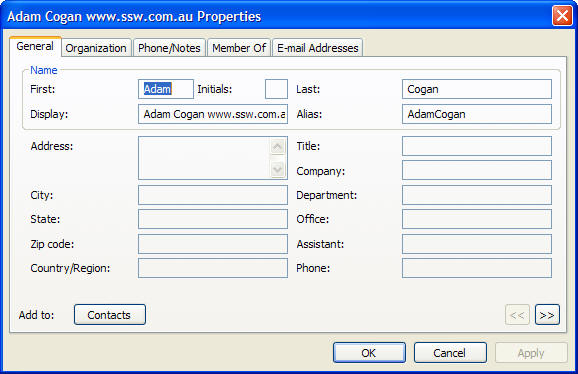 Adam Cogan www.ssw.com.au Properties
General Organization Phone/Notes Member Of E-mail Addresses
Name
First: Adam Initials: Last: Cogan
Display: Adam Cogan www.ssw.com.a Alias: AdamCogan
Address: Title:
Company:
City: Department:
State: Office:
Zip code: Assistant:
Country/Region: Phone:
Add to: Contacts << >>
OK Cancel Apply